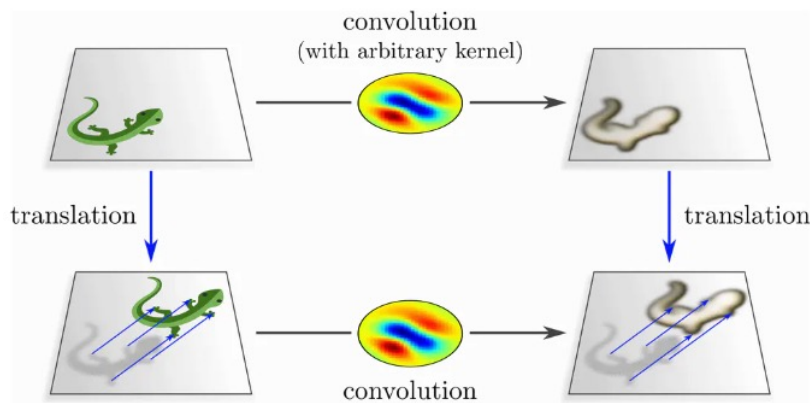 convolution
(with arbitrary kernel)
translation
translation
convolution